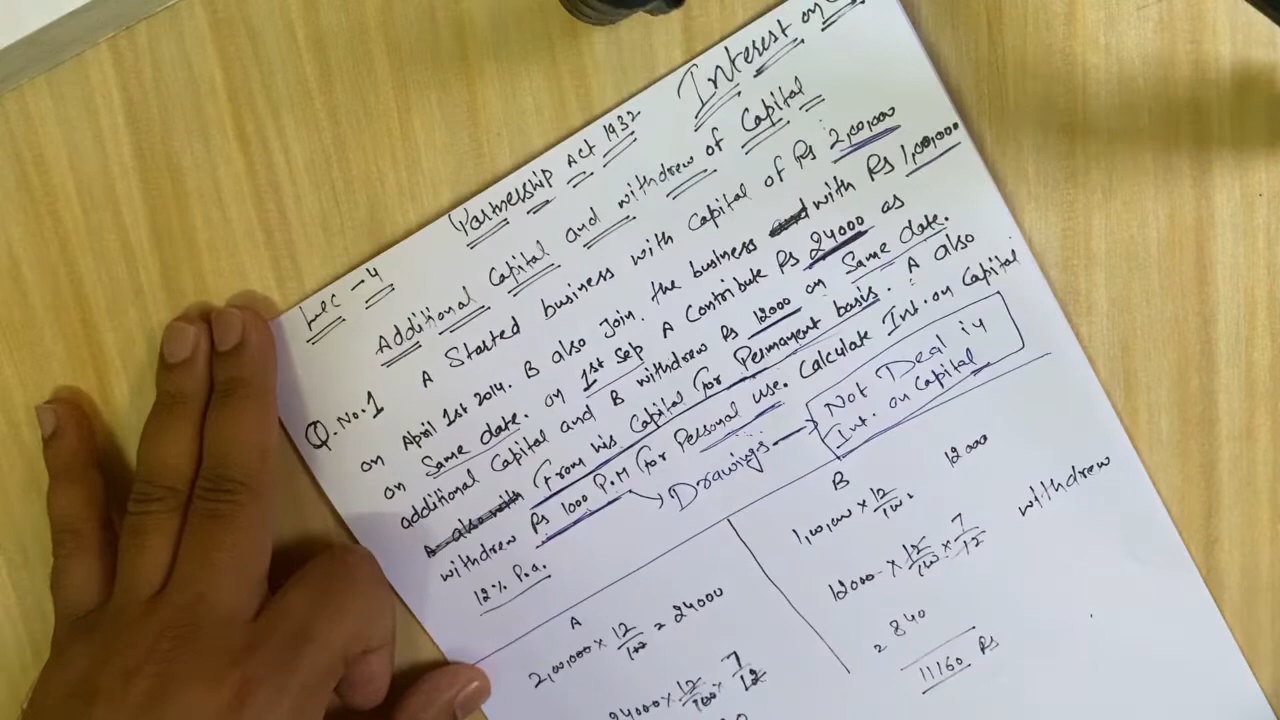 Interest on
Partnership Act 1932
Lec - 4
Additional Capital and withdrew of Capital
Q.No.1 A Started business with Capital of Rs 2,00,000
on April 1st 2014. B also Join the business with Rs 1,00,000
on Same date. on 1st Sep A Contribute Rs 24000 as
additional Capital and B withdrew Rs 12000 on Same date.
From his Capital for Permanent basis. A also
withdrew Rs 1000 P.M for Personal use. Calculate Int. on Capital
12% P.a.
Drawings → Not Deal in
Int. on Capital
A
2,00,000 × 12/100 = 24000
24000 × 12/100 × 7/12
B
1,00,000 × 12/100 12000
12000 × 12/100 × 7/12 withdrew
= 840
11160 Rs